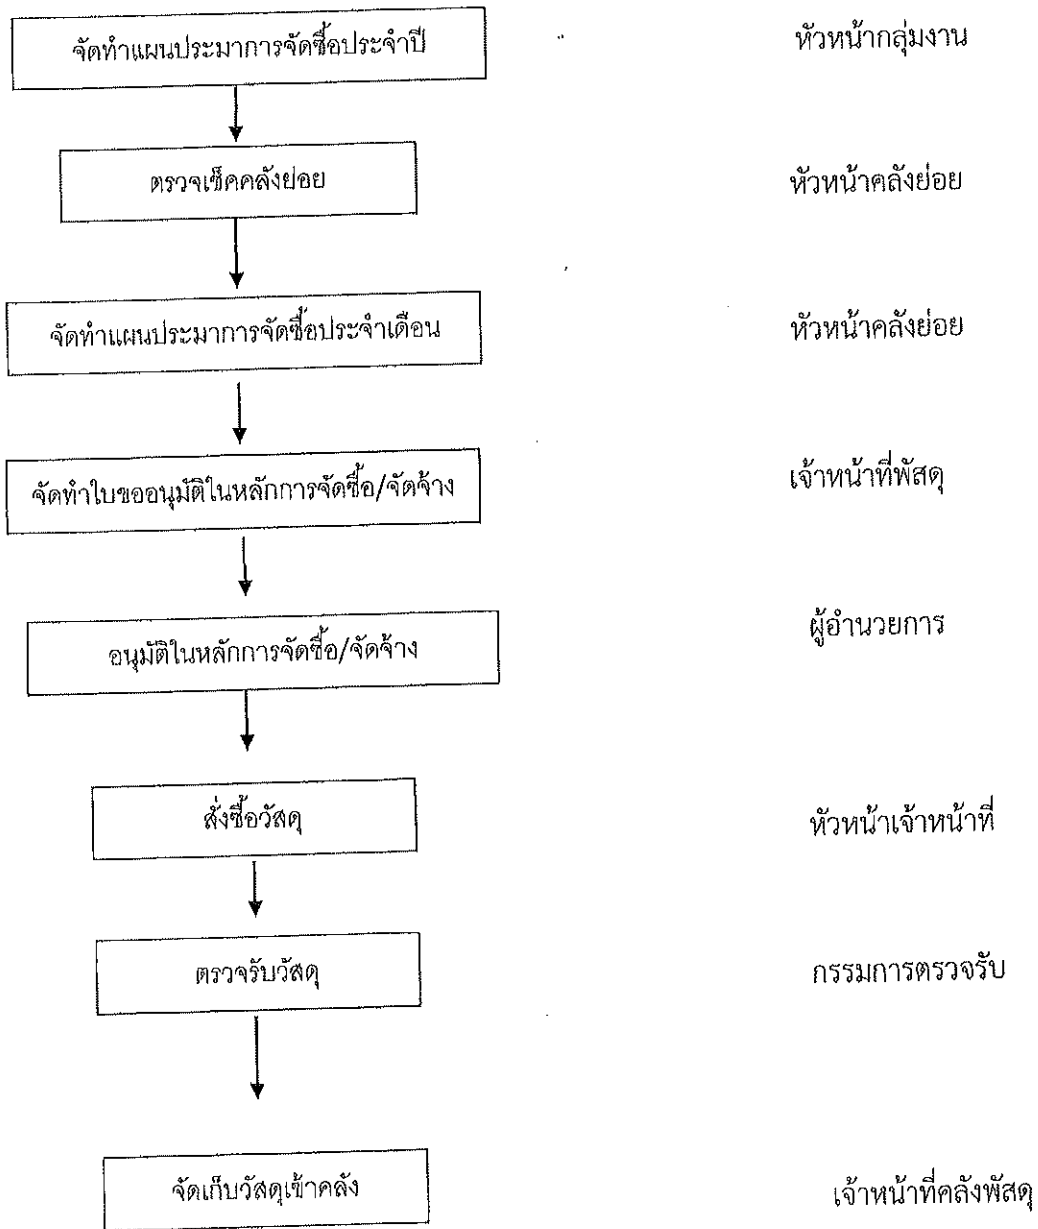 จัดทำแผนประมาการจัดซื้อประจำปี
หัวหน้ากลุ่มงาน
ตรวจเช็คคลังย่อย
หัวหน้าคลังย่อย
จัดทำแผนประมาการจัดซื้อประจำเดือน
หัวหน้าคลังย่อย
จัดทำใบขออนุมัติในหลักการจัดซื้อ/จัดจ้าง
เจ้าหน้าที่พัสดุ
อนุมัติในหลักการจัดซื้อ/จัดจ้าง
ผู้อำนวยการ
สั่งซื้อวัสดุ
หัวหน้าเจ้าหน้าที่
ตรวจรับวัสดุ
กรรมการตรวจรับ
จัดเก็บวัสดุเข้าคลัง
เจ้าหน้าที่คลังพัสดุ